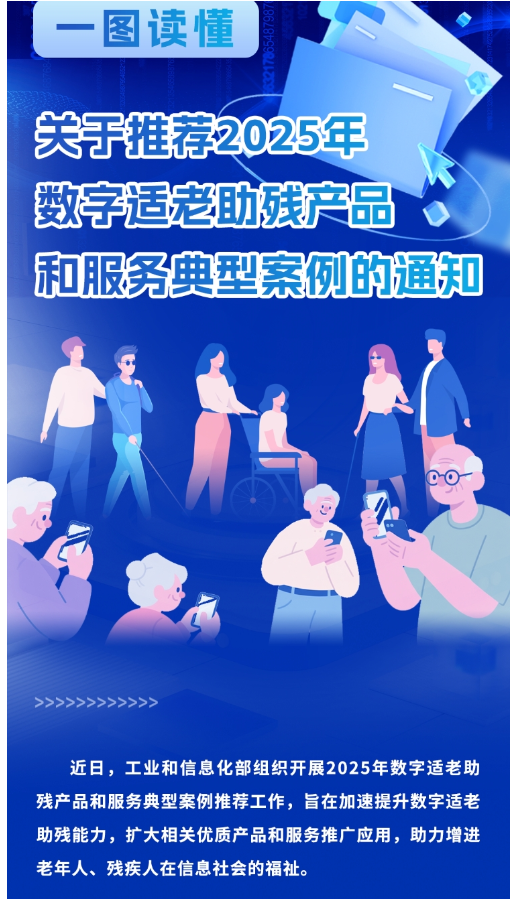 一图读懂
关于推荐2025年
数字适老助残产品
和服务典型案例的通知
>>>>>>>>>>>>
近日，工业和信息化部组织开展2025年数字适老助
残产品和服务典型案例推荐工作，旨在加速提升数字适老
助残能力，扩大相关优质产品和服务推广应用，助力增进
老年人、残疾人在信息社会的福祉。